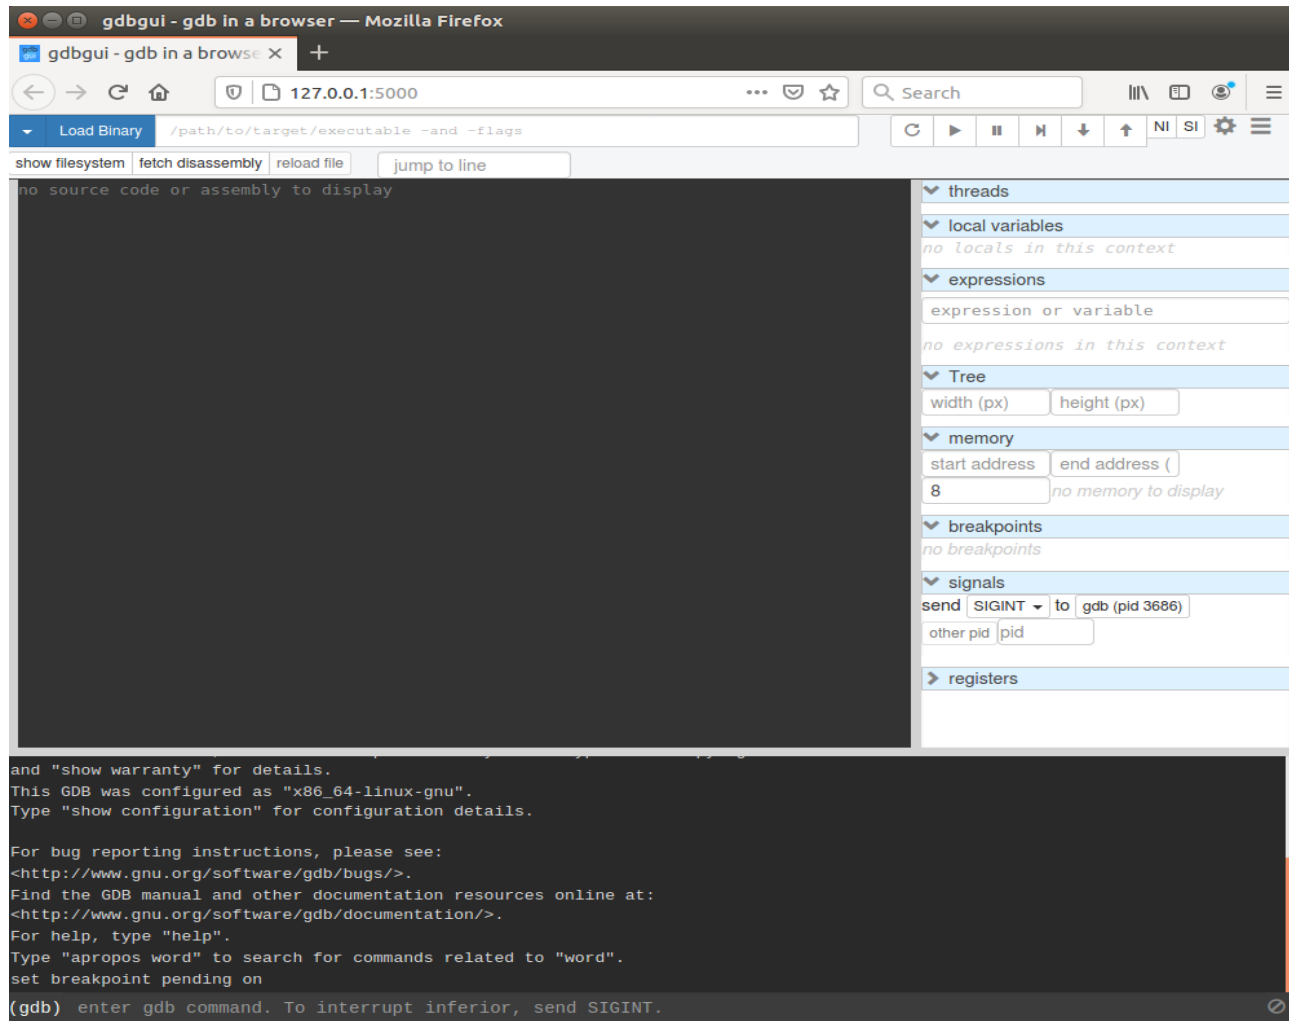 gdbgui - gdb in a browser — Mozilla Firefox
gdbgui - gdb in a browse
127.0.0.1:5000
Search
Load Binary
/path/to/target/executable -and -flags
NI
SI
show filesystem
fetch disassembly
reload file
jump to line
no source code or assembly to display
threads
local variables
no locals in this context
expressions
expression or variable
no expressions in this context
Tree
width (px)
height (px)
memory
start address
end address (
8
no memory to display
breakpoints
no breakpoints
signals
send SIGINT to gdb (pid 3686)
other pid
pid
registers
and "show warranty" for details.
This GDB was configured as "x86_64-linux-gnu".
Type "show configuration" for configuration details.
For bug reporting instructions, please see:
<http://www.gnu.org/software/gdb/bugs/>.
Find the GDB manual and other documentation resources online at:
<http://www.gnu.org/software/gdb/documentation/>.
For help, type "help".
Type "apropos word" to search for commands related to "word".
set breakpoint pending on
(gdb) enter gdb command. To interrupt inferior, send SIGINT.